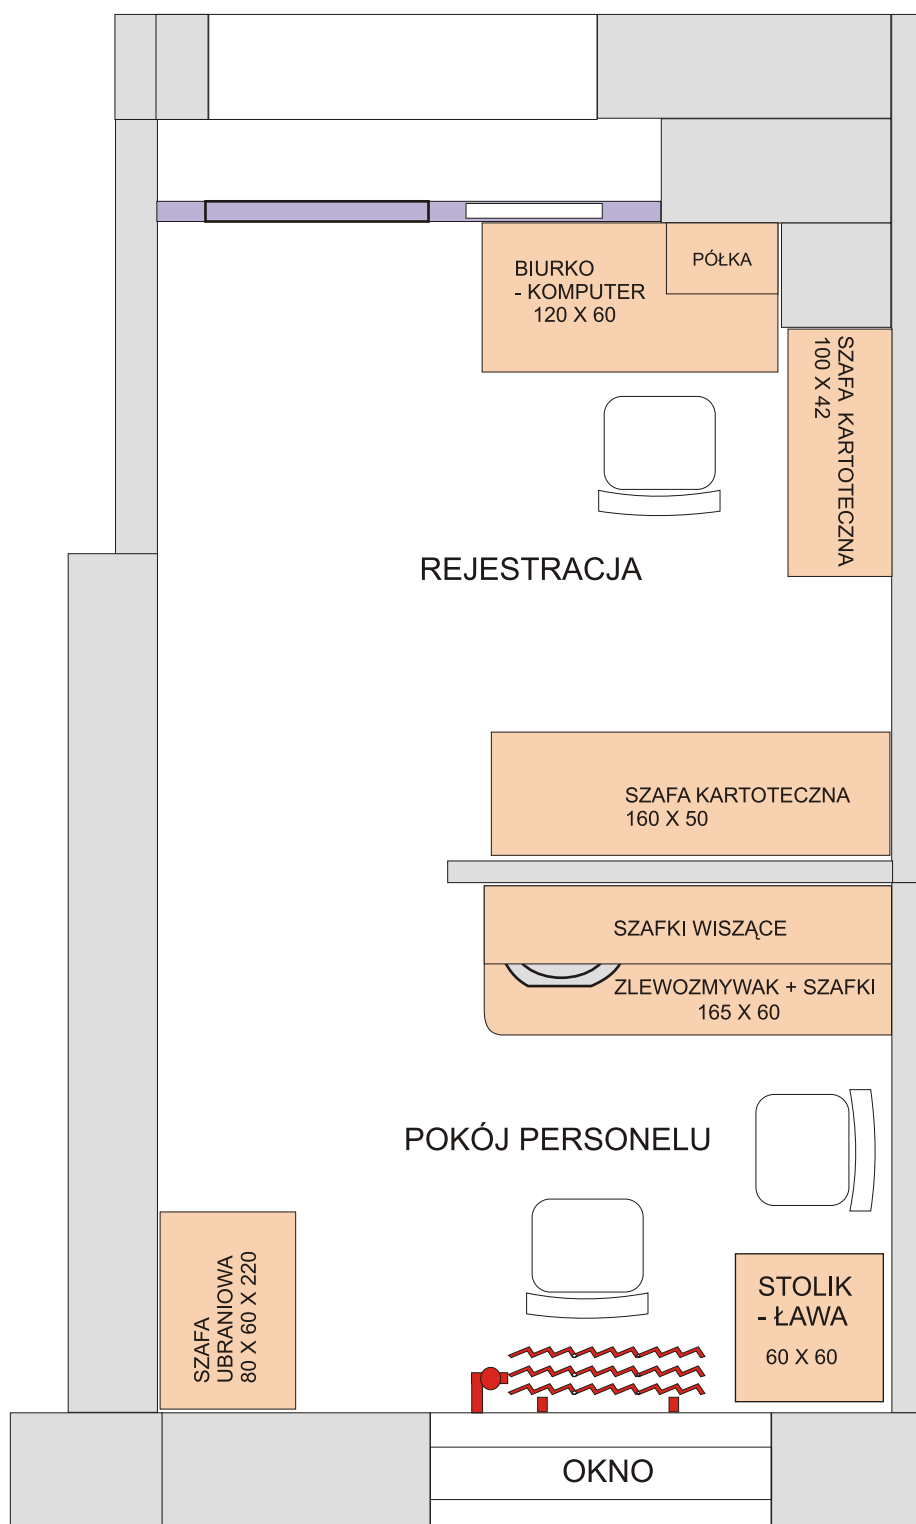 BIURKO
- KOMPUTER
120 X 60
PÓŁKA
SZAFA KARTOTECZNA
100 X 42
REJESTRACJA
SZAFA KARTOTECZNA
160 X 50
SZAFKI WISZĄCE
ZLEWOZMYWAK + SZAFKI
165 X 60
POKÓJ PERSONELU
SZAFA
UBRANIOWA
80 X 60 X 220
STOLIK
- ŁAWA
60 X 60
OKNO